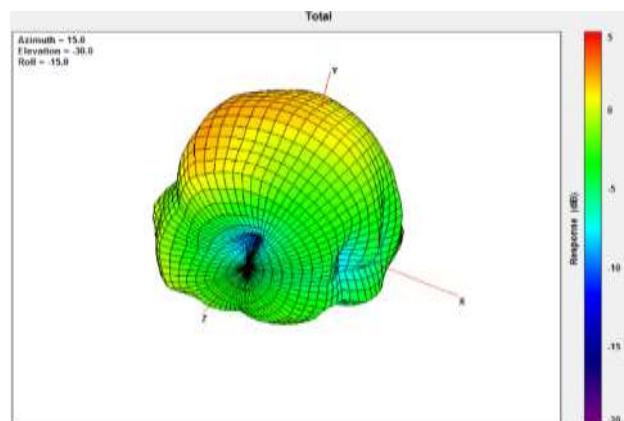 Total
Azimuth = 15.0
Elevation = -30.0
Roll = -15.0
Y
X
Z
5
0
-5
-10
-15
-20
Response (dB)